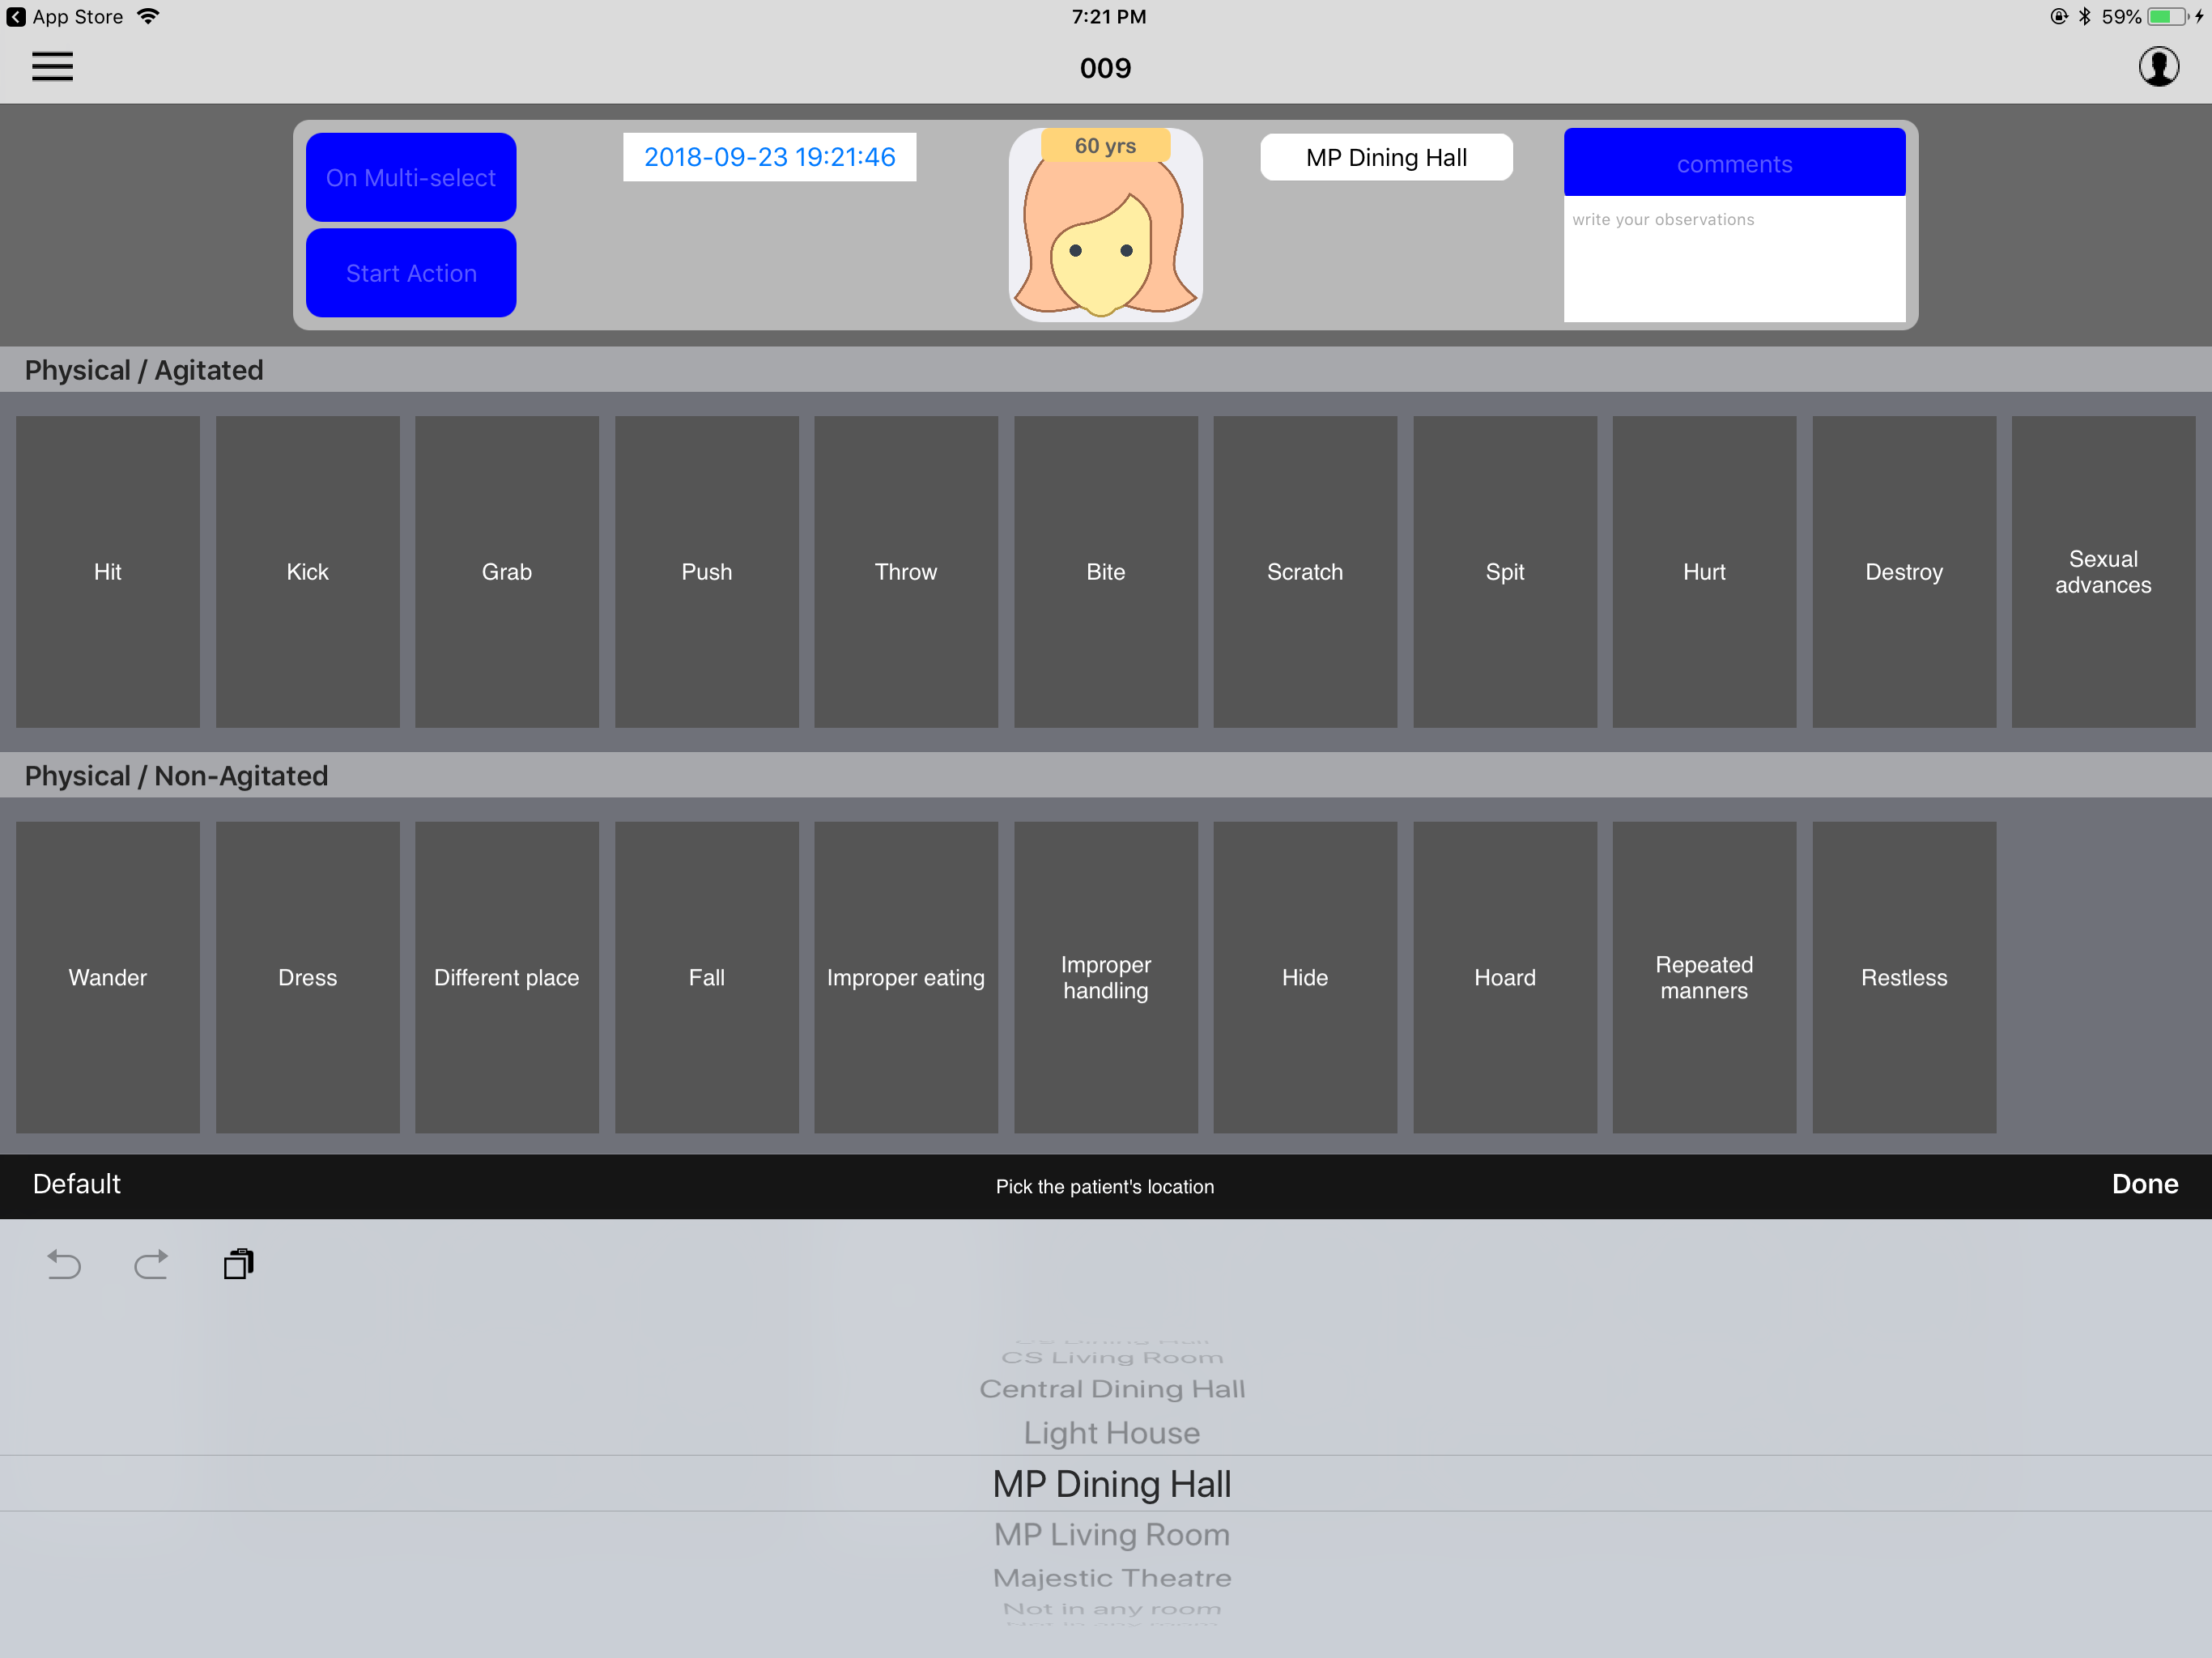 App Store
7:21 PM
59%
009
On Multi-select
Start Action
2018-09-23 19:21:46
60 yrs
MP Dining Hall
comments
write your observations
Physical / Agitated
Hit
Kick
Grab
Push
Throw
Bite
Scratch
Spit
Hurt
Destroy
Sexual
advances
Physical / Non-Agitated
Wander
Dress
Different place
Fall
Improper eating
Improper
handling
Hide
Hoard
Repeated
manners
Restless
Default
Pick the patient's location
Done
CS Dining Hall
CS Living Room
Central Dining Hall
Light House
MP Dining Hall
MP Living Room
Majestic Theatre
Not in any room